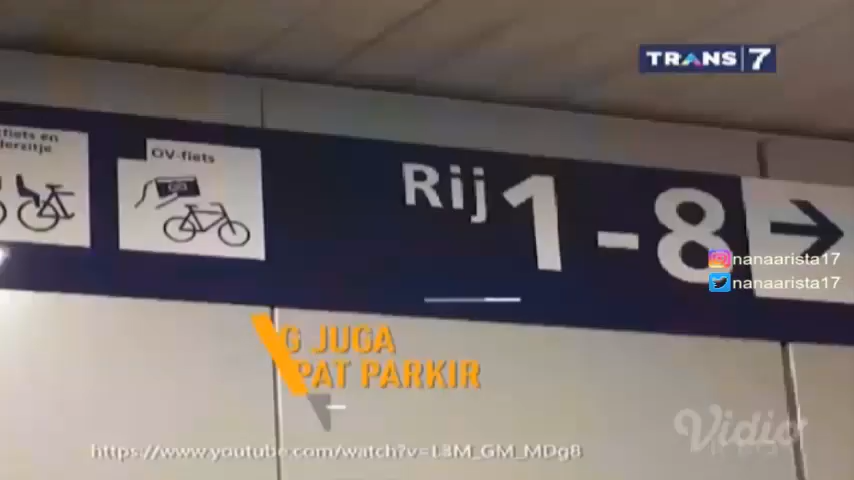 TRANS|7
fiets en
OV-fiets
Rij 1-8
nanaarista17
nanaarista17
G JUGA
PAT PARKIR
https://www.youtube.com/watch?v=L3M_GM_MDg8
Vidio